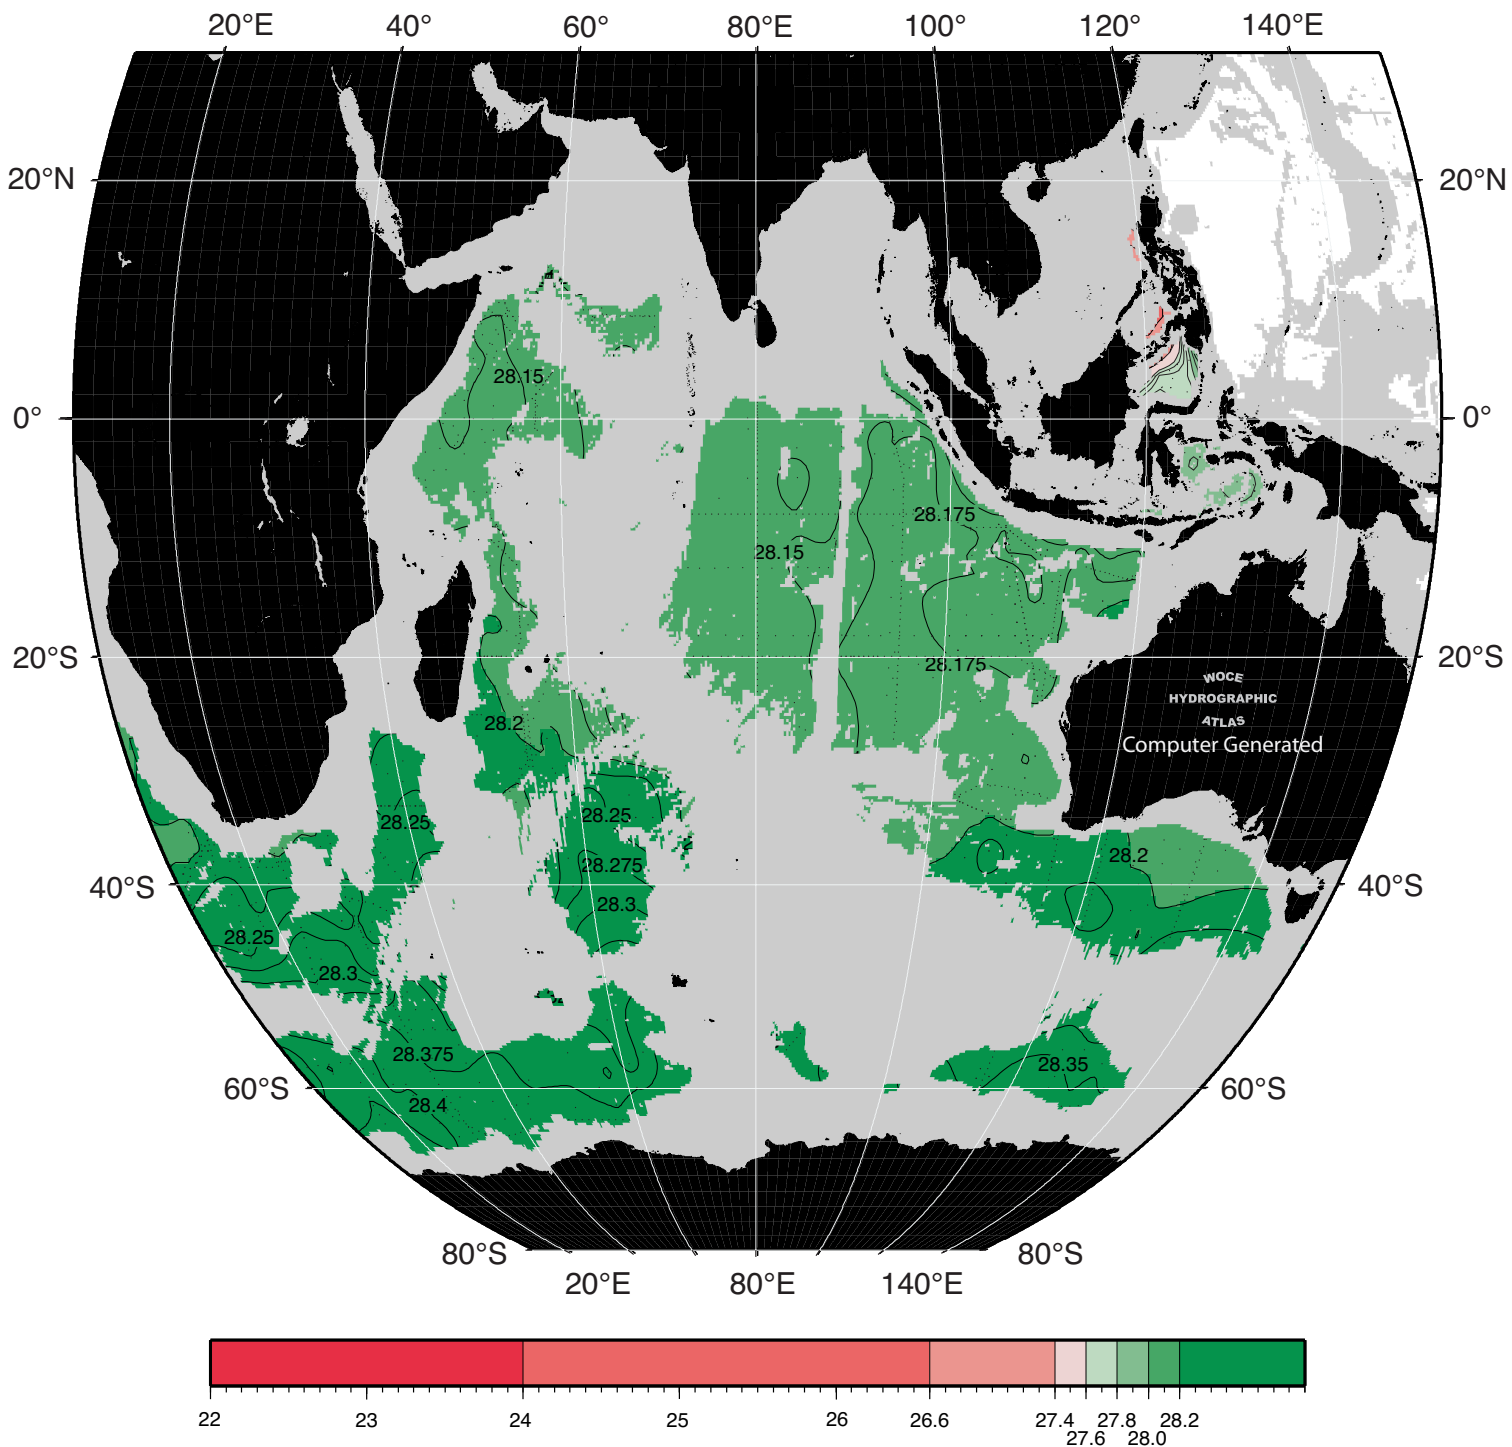 20°E 40° 60° 80°E 100° 120° 140°E
20°N 20°N
28.15
0° 0°
28.175
28.15
20°S 28.175 20°S
WOCE
HYDROGRAPHIC
ATLAS
Computer Generated
28.2
28.25 28.25
28.2
28.275
40°S 40°S
28.3
28.25
28.3
28.375 28.35
60°S 60°S
28.4
80°S 80°S
20°E 80°E 140°E
22 23 24 25 26 26.6 27.4 27.8 28.2
27.6 28.0